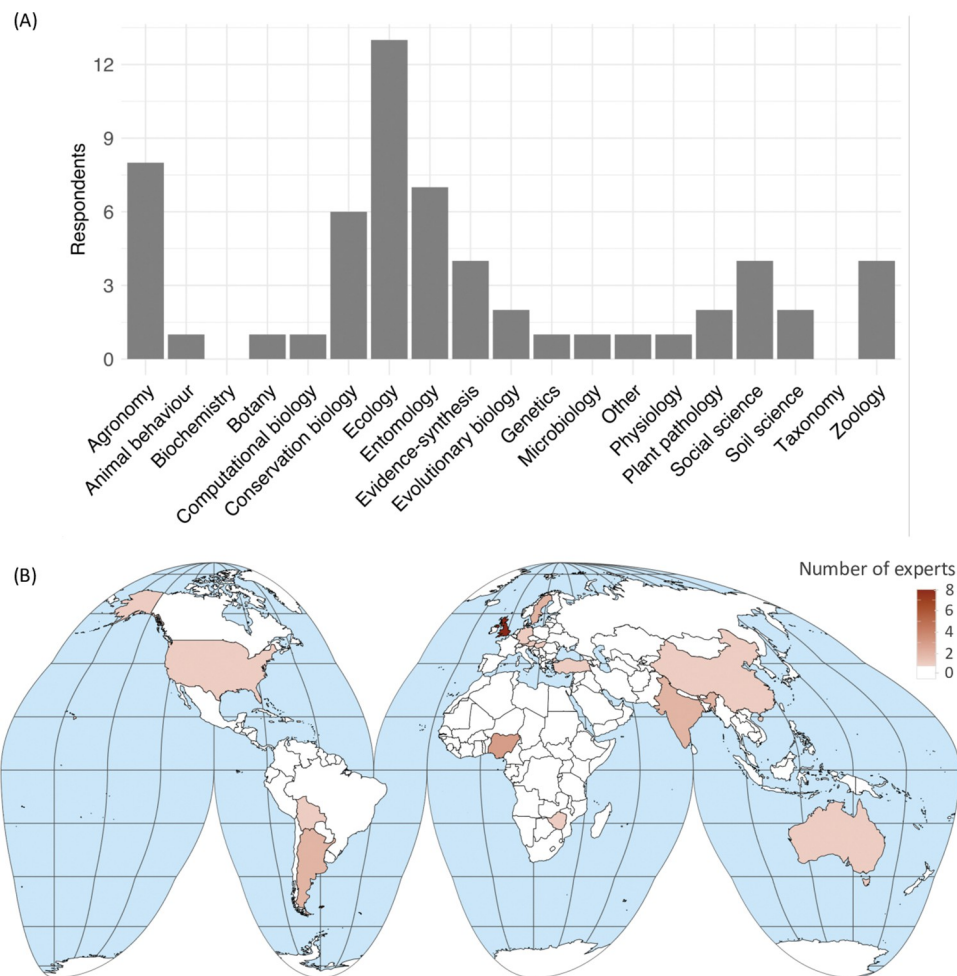 (A)
12
9
6
3
0
Respondents
Agronomy
Animal behaviour
Biochemistry
Botany
Computational biology
Conservation biology
Ecology
Entomology
Evidence-synthesis
Evolutionary biology
Genetics
Microbiology
Other
Physiology
Plant pathology
Social science
Soil science
Taxonomy
Zoology
(B)
Number of experts
8
6
4
2
0